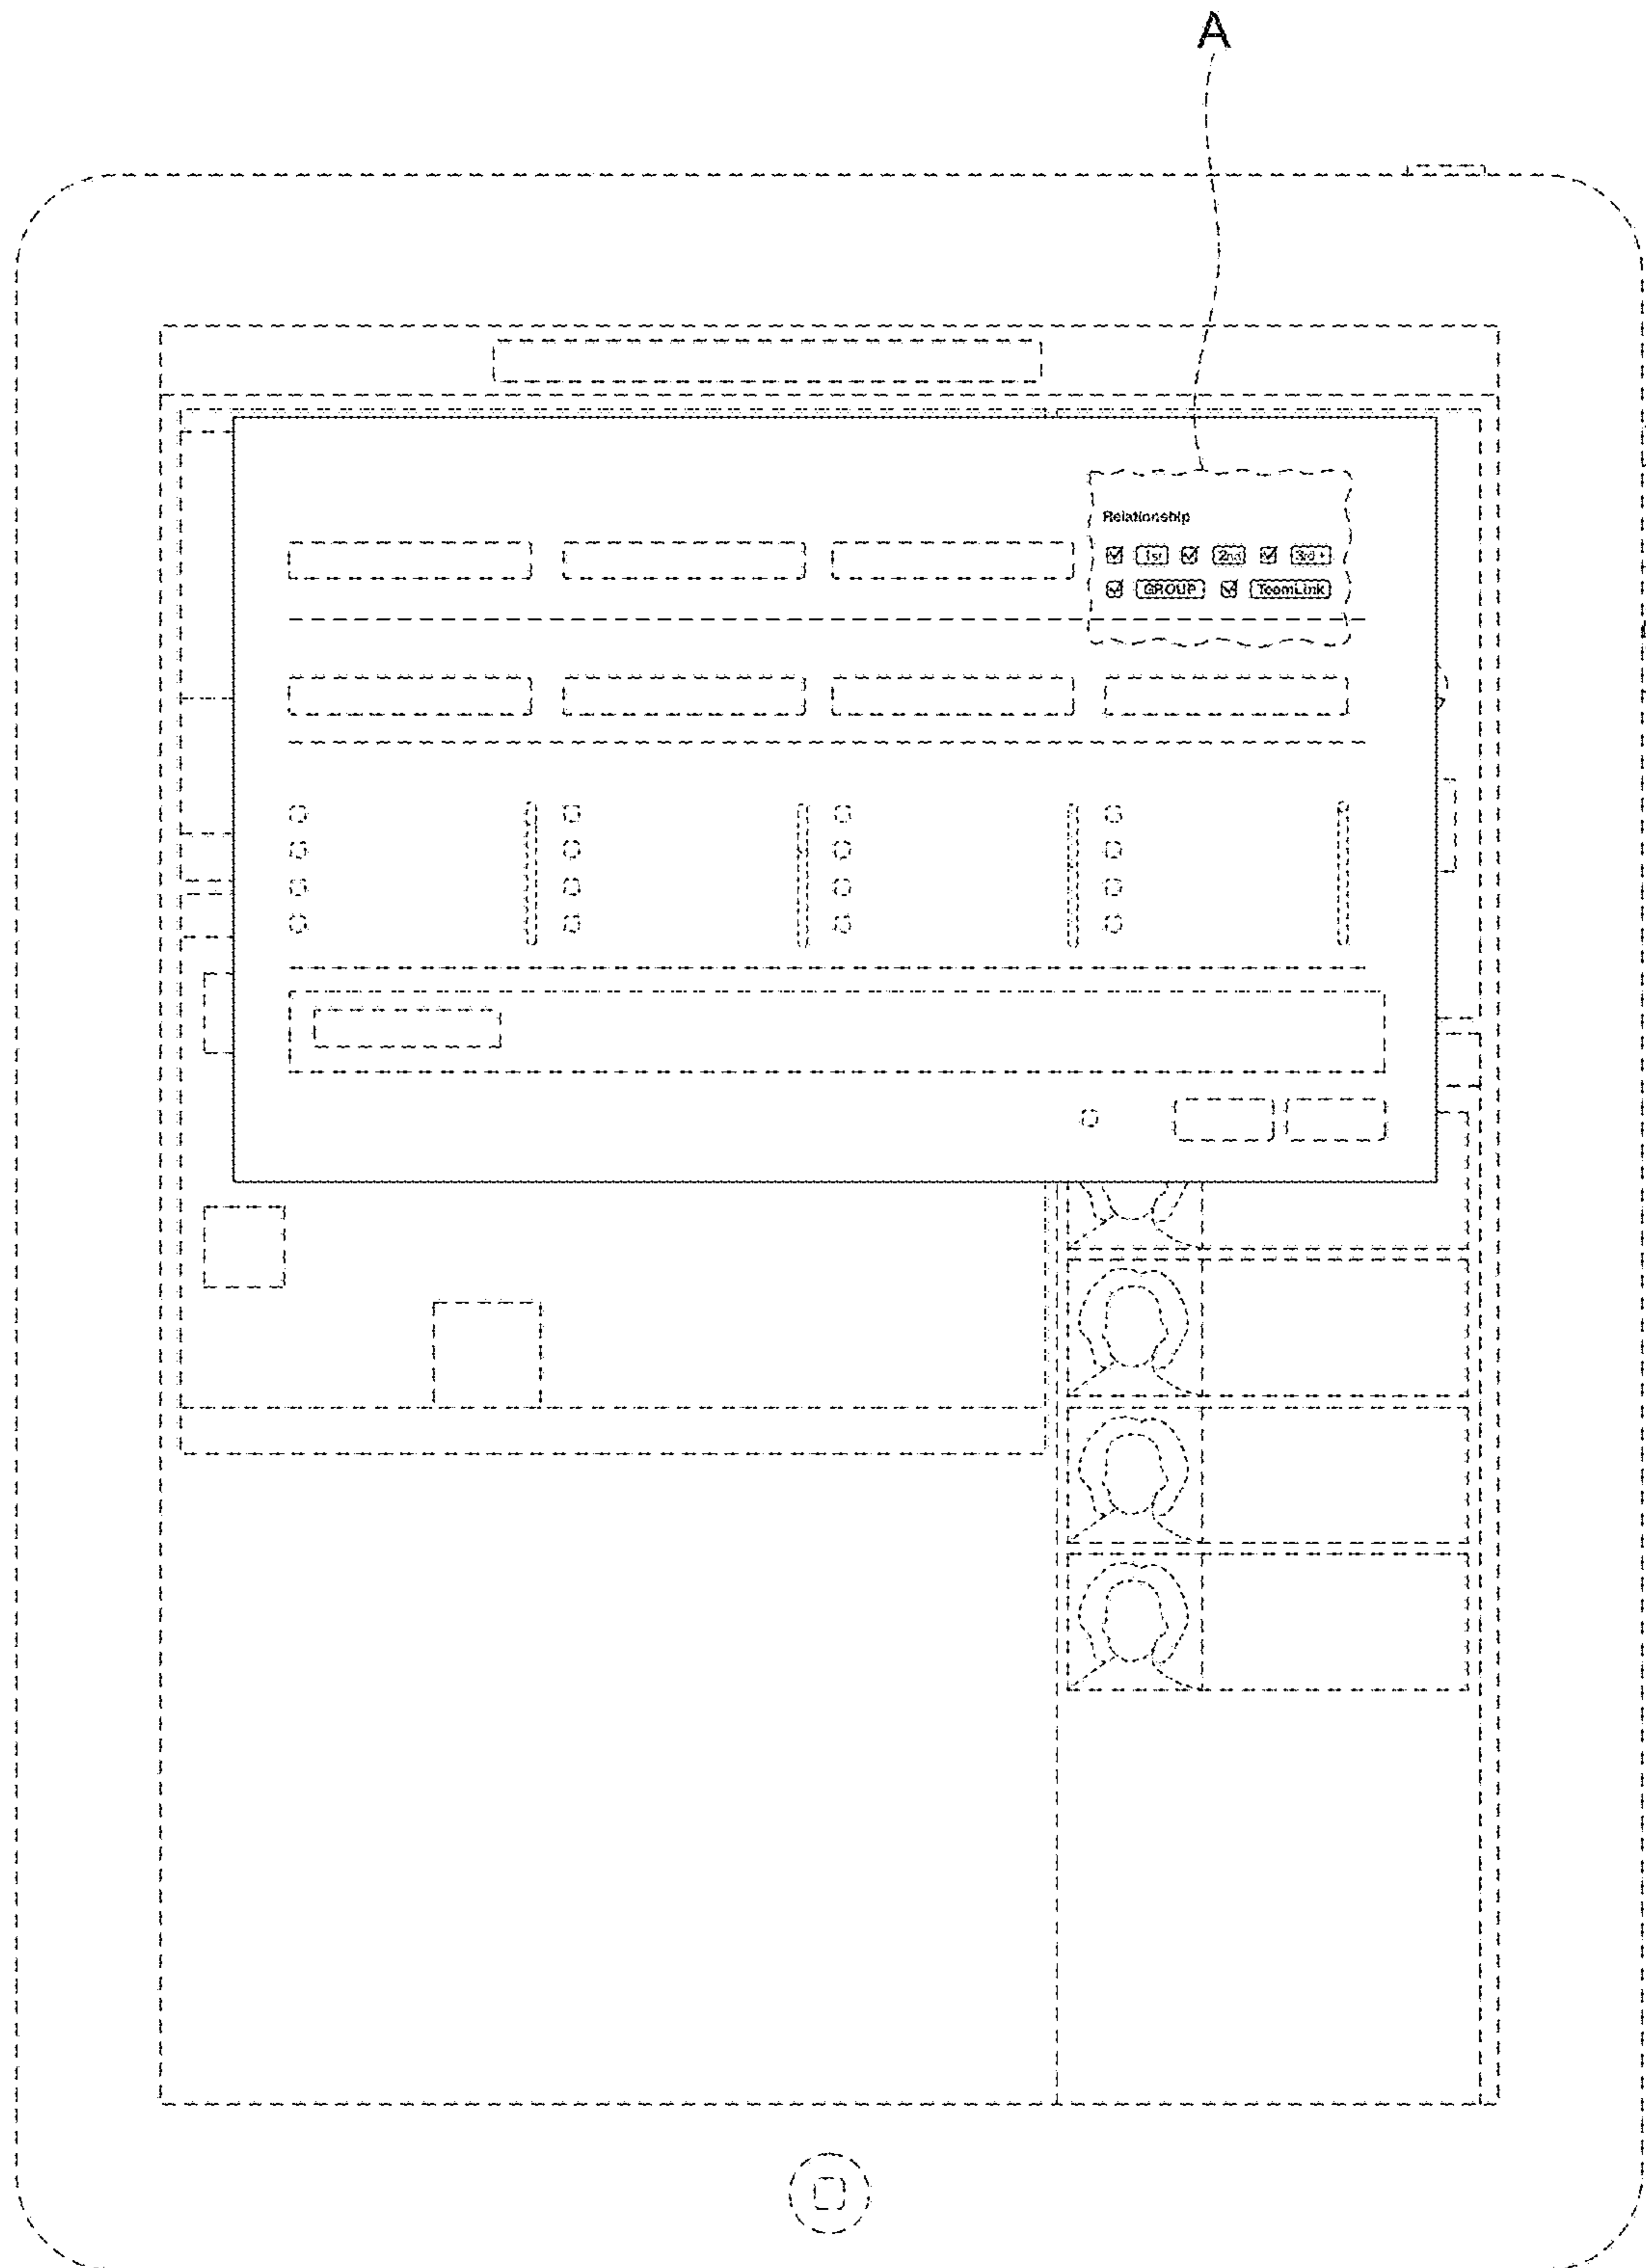 A
Relationship
1st 2nd 3rd+
GROUP TeamLink